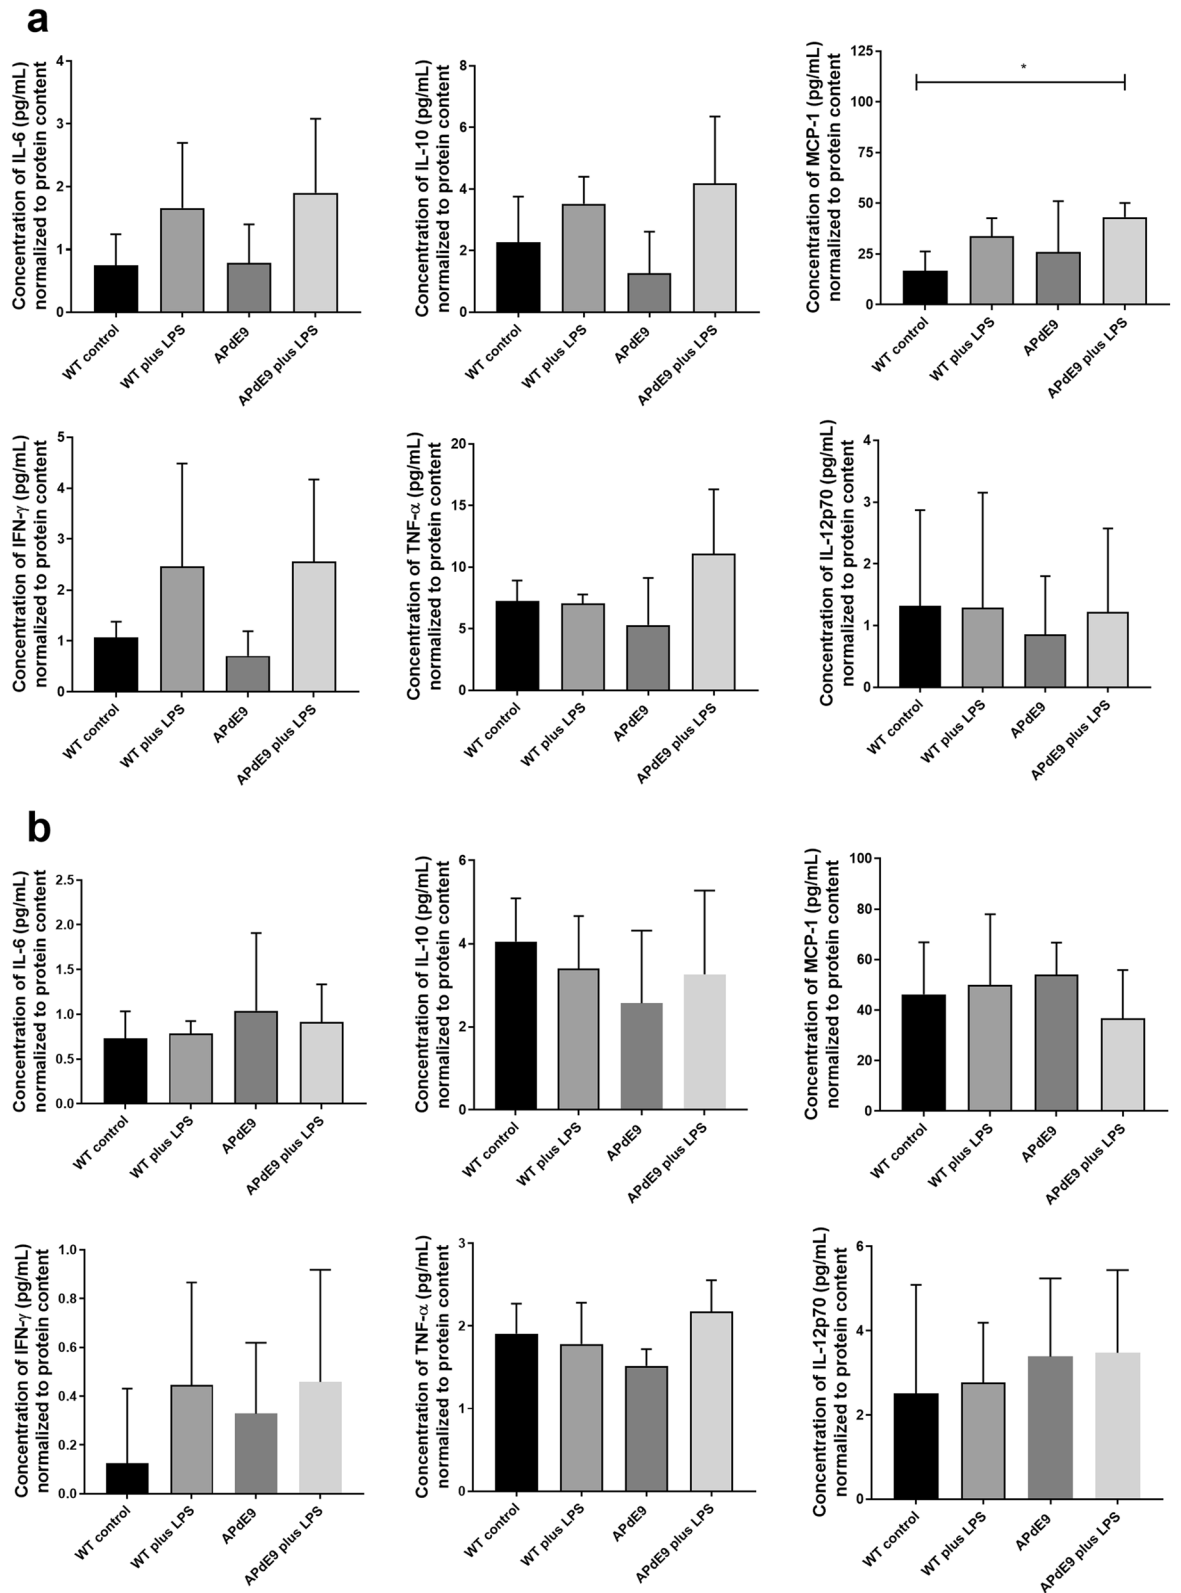 a
Concentration of IL-6 (pg/mL)
normalized to protein content
4
3
2
1
0
WT control
WT plus LPS
APdE9
APdE9 plus LPS
Concentration of IL-10 (pg/mL)
normalized to protein content
8
6
4
2
0
WT control
WT plus LPS
APdE9
APdE9 plus LPS
Concentration of MCP-1 (pg/mL)
normalized to protein content
125
100
75
50
25
0
*
WT control
WT plus LPS
APdE9
APdE9 plus LPS
Concentration of IFN-γ (pg/mL)
normalized to protein content
5
4
3
2
1
0
WT control
WT plus LPS
APdE9
APdE9 plus LPS
Concentration of TNF-α (pg/mL)
normalized to protein content
20
15
10
5
0
WT control
WT plus LPS
APdE9
APdE9 plus LPS
Concentration of IL-12p70 (pg/mL)
normalized to protein content
4
3
2
1
0
WT control
WT plus LPS
APdE9
APdE9 plus LPS
b
Concentration of IL-6 (pg/mL)
normalized to protein content
2.5
2.0
1.5
1.0
0.5
0.0
WT control
WT plus LPS
APdE9
APdE9 plus LPS
Concentration of IL-10 (pg/mL)
normalized to protein content
6
4
2
0
WT control
WT plus LPS
APdE9
APdE9 plus LPS
Concentration of MCP-1 (pg/mL)
normalized to protein content
100
80
60
40
20
0
WT control
WT plus LPS
APdE9
APdE9 plus LPS
Concentration of IFN-γ (pg/mL)
normalized to protein content
1.0
0.8
0.6
0.4
0.2
0.0
WT control
WT plus LPS
APdE9
APdE9 plus LPS
Concentration of TNF-α (pg/mL)
normalized to protein content
3
2
1
0
WT control
WT plus LPS
APdE9
APdE9 plus LPS
Concentration of IL-12p70 (pg/mL)
normalized to protein content
6
4
2
0
WT control
WT plus LPS
APdE9
APdE9 plus LPS